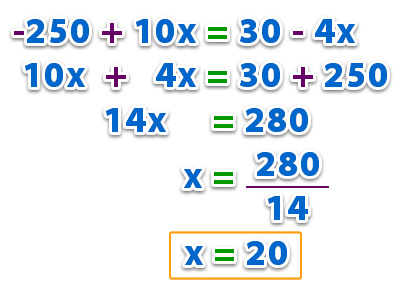 -250 + 10x = 30 - 4x
10x + 4x = 30 + 250
14x = 280
x = 280/14
x = 20